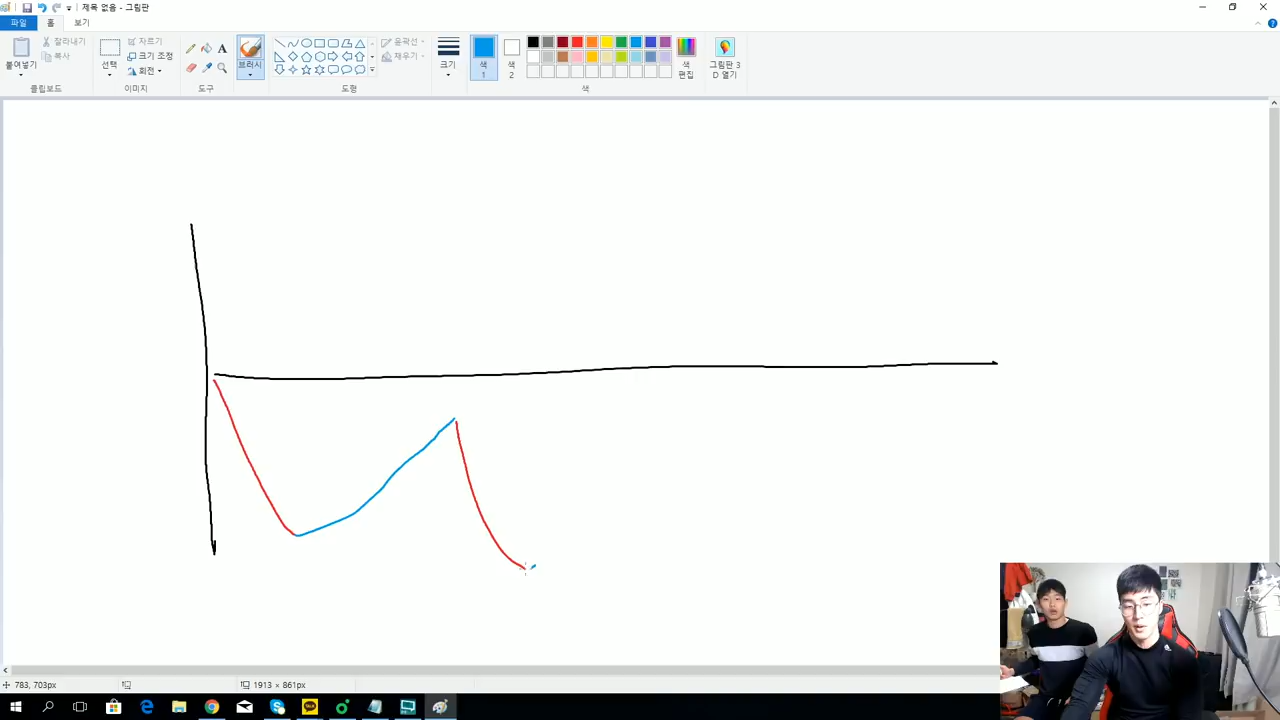 제목 없음 - 그림판
파일 홈 보기
잘라내기
복사
붙여넣기
클립보드
선택
자르기
크기 조정
회전
이미지
A
도구
브러시
윤곽선
채우기
도형
크기
색
1
색
2
색
편집
색
그림판 3
D 열기
783, 703px
1913 × 861px